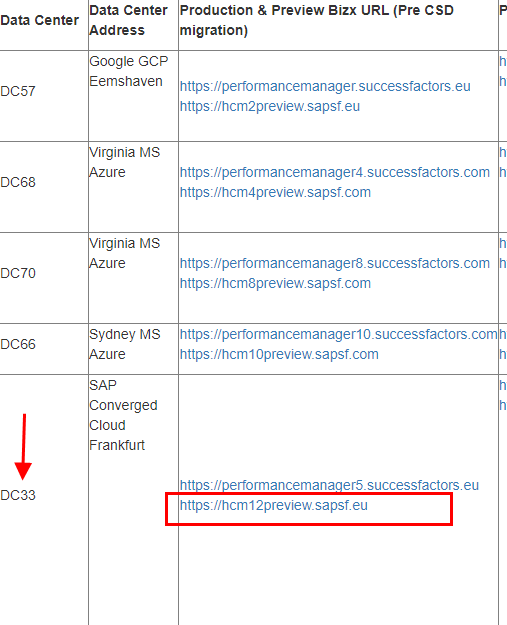 Data Center
Data Center
Address
Production & Preview Bizx URL (Pre CSD
migration)
P
DC57
Google GCP
Eemshaven
https://performancemanager.successfactors.eu
https://hcm2preview.sapsf.eu
h
h
DC68
Virginia MS
Azure
https://performancemanager4.successfactors.com
https://hcm4preview.sapsf.com
h
h
DC70
Virginia MS
Azure
https://performancemanager8.successfactors.com
https://hcm8preview.sapsf.com
h
h
DC66
Sydney MS
Azure
https://performancemanager10.successfactors.com
https://hcm10preview.sapsf.com
h
h
DC33
SAP
Converged
Cloud
Frankfurt
https://performancemanager5.successfactors.eu
https://hcm12preview.sapsf.eu
h
h